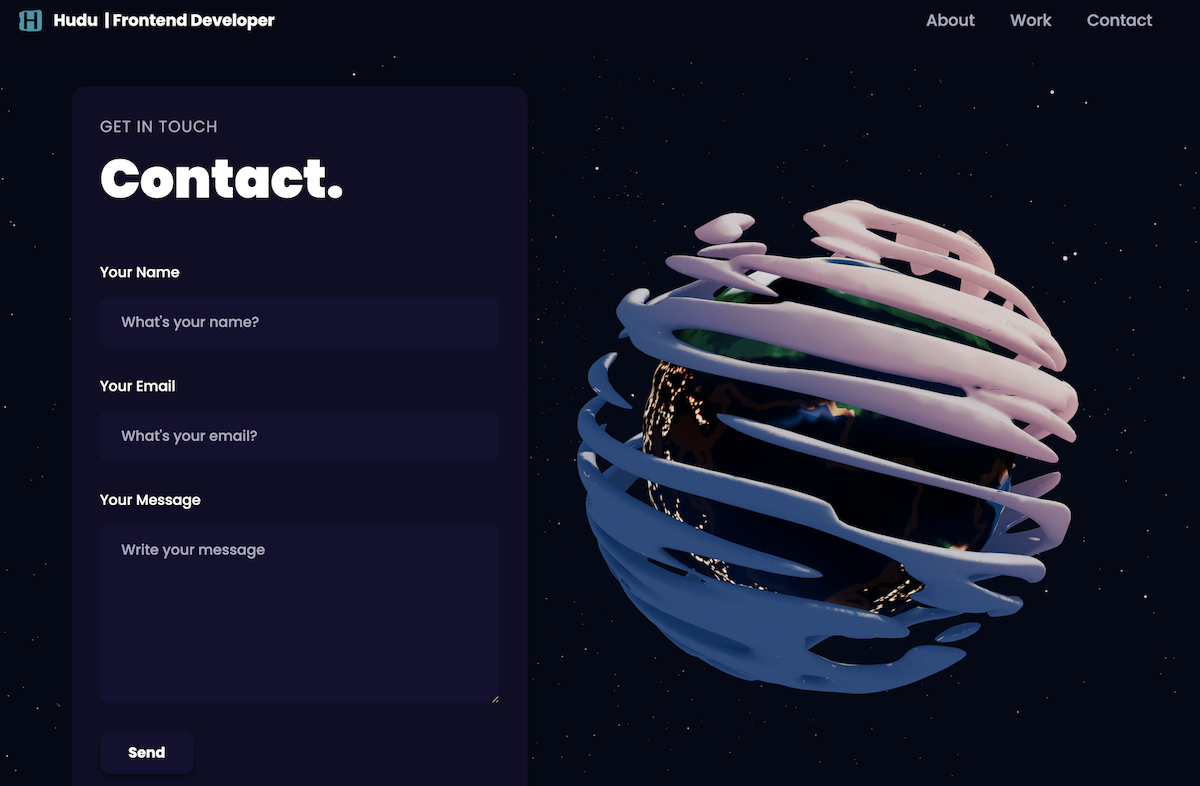 H Hudu | Frontend Developer
About Work Contact
GET IN TOUCH
Contact.
Your Name
What's your name?
Your Email
What's your email?
Your Message
Write your message
Send